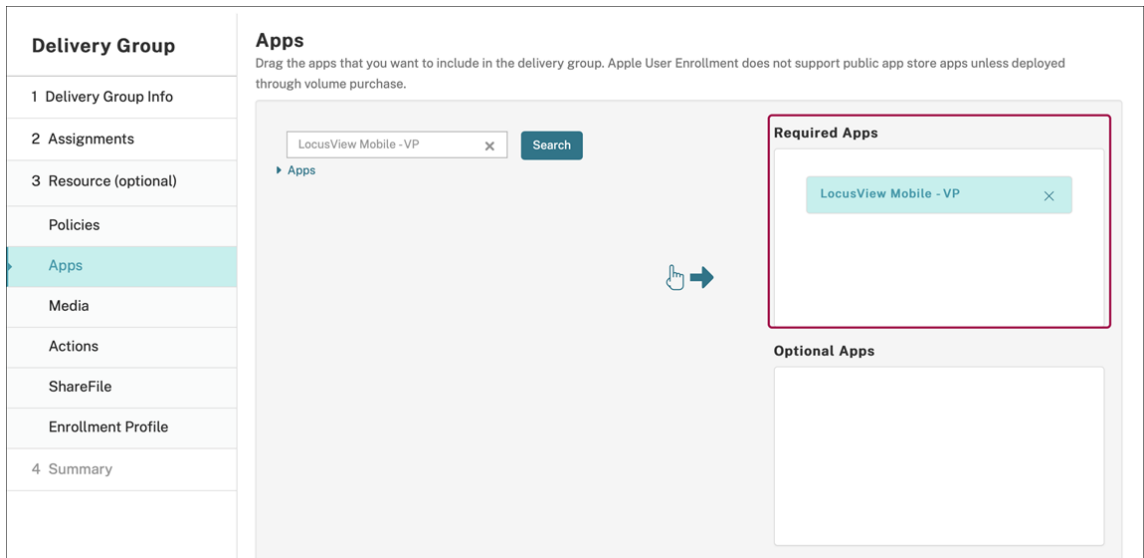 Delivery Group
1 Delivery Group Info
2 Assignments
3 Resource (optional)
Policies
Apps
Media
Actions
ShareFile
Enrollment Profile
4 Summary
Apps
Drag the apps that you want to include in the delivery group. Apple User Enrollment does not support public app store apps unless deployed
through volume purchase.
LocusView Mobile - VP
Search
Apps
Required Apps
LocusView Mobile - VP
Optional Apps